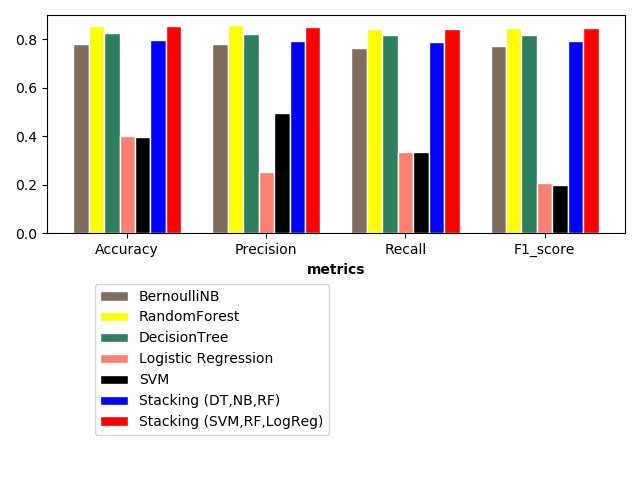 0.8
0.6
0.4
0.2
0.0
Accuracy Precision Recall F1_score
metrics
BernoulliNB
RandomForest
DecisionTree
Logistic Regression
SVM
Stacking (DT,NB,RF)
Stacking (SVM,RF,LogReg)